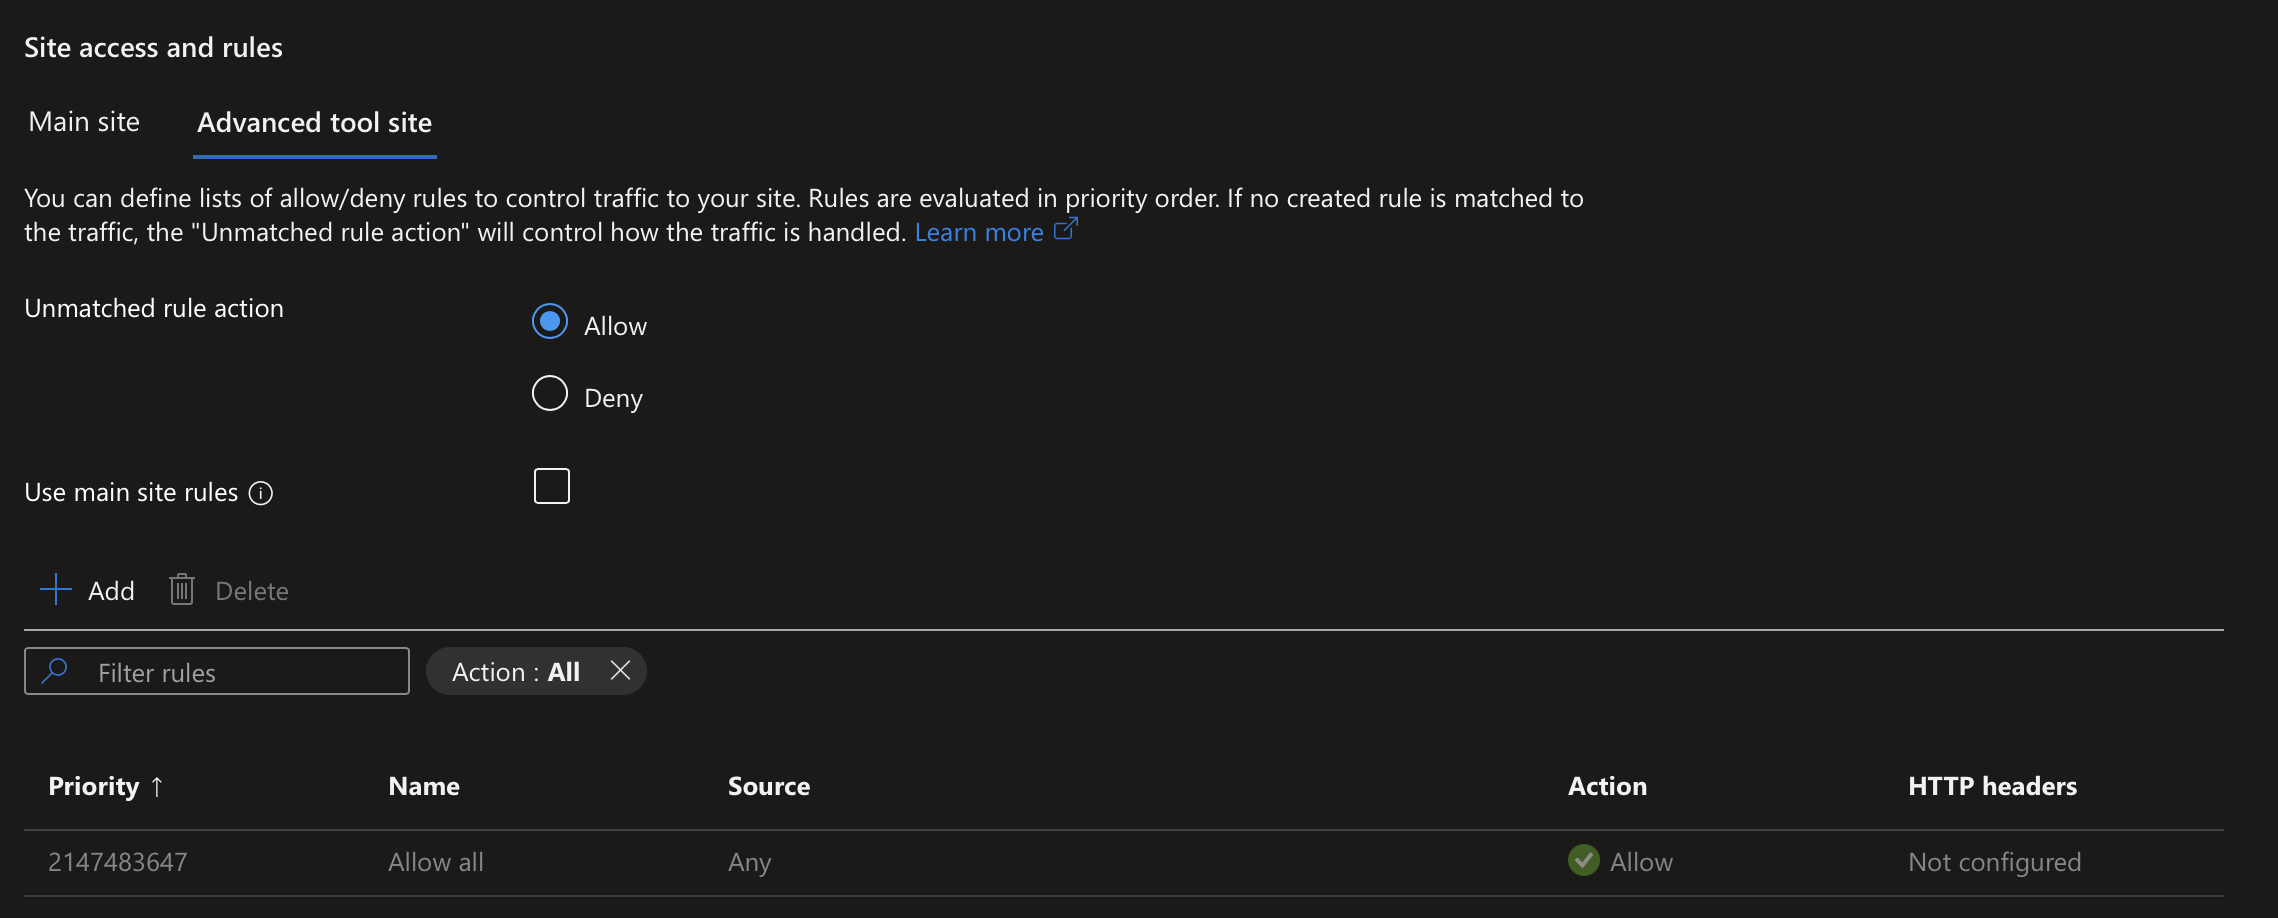 Site access and rules
Main site
Advanced tool site
You can define lists of allow/deny rules to control traffic to your site. Rules are evaluated in priority order. If no created rule is matched to
the traffic, the "Unmatched rule action" will control how the traffic is handled. Learn more
Unmatched rule action
Allow
Deny
Use main site rules
Add
Delete
Filter rules
Action : All
Priority ↑ Name Source Action HTTP headers
2147483647 Allow all Any Allow Not configured